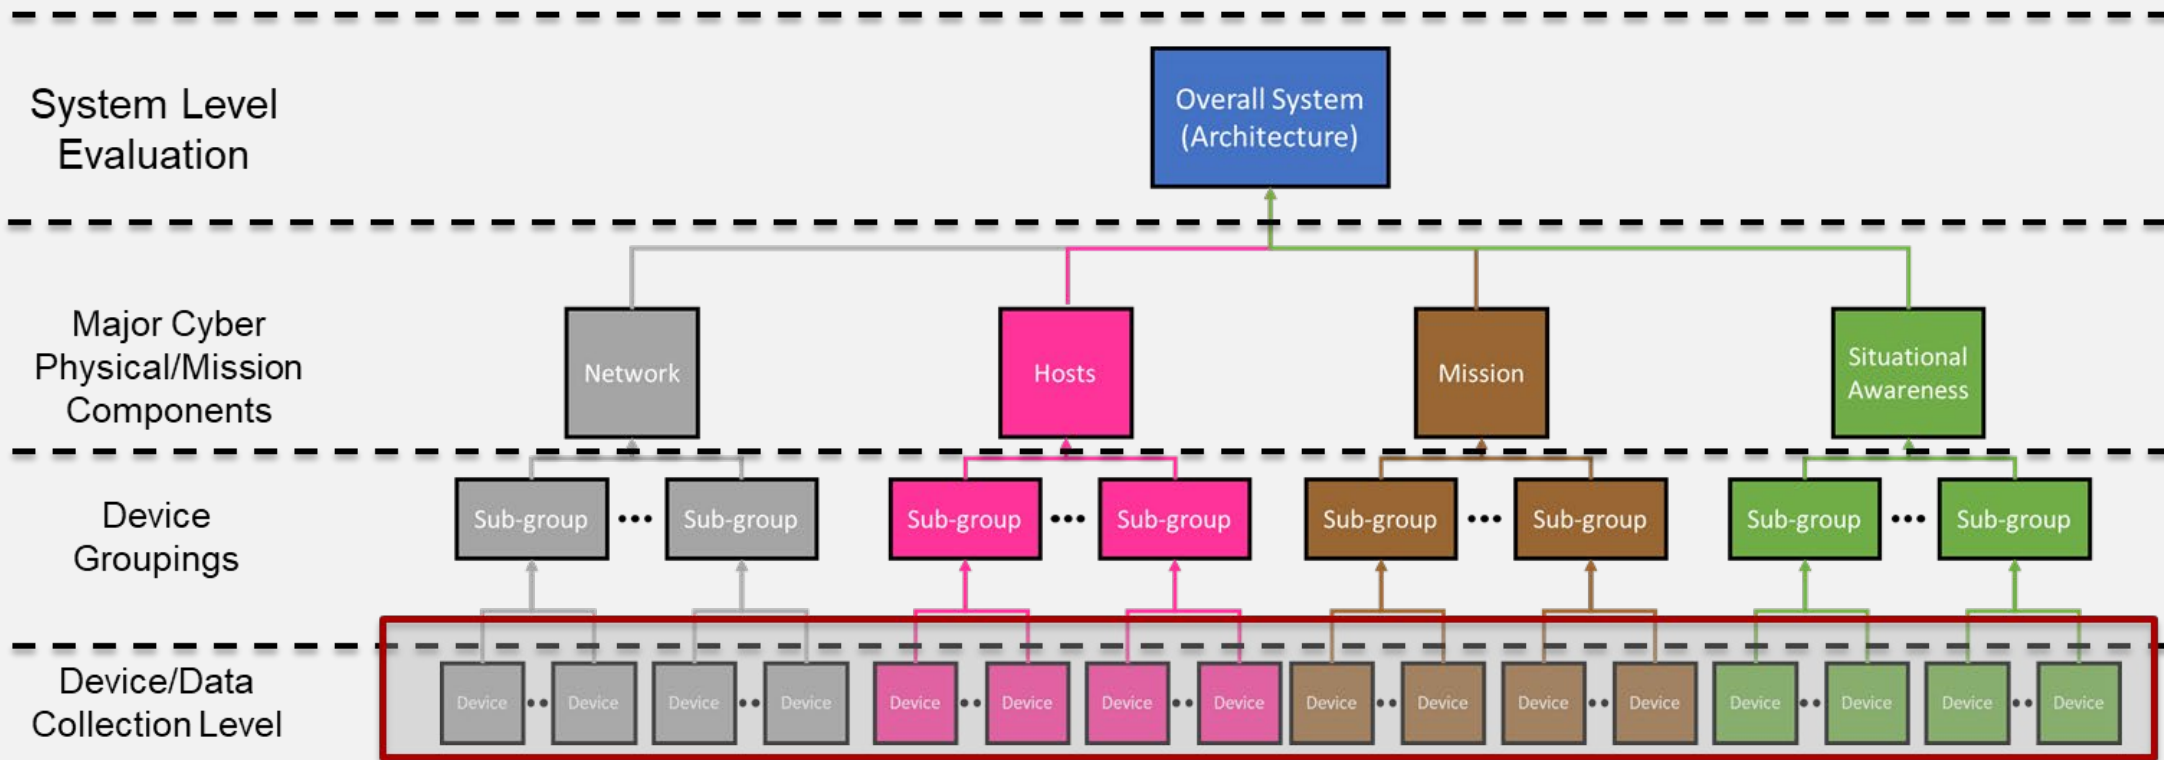 System Level
Evaluation
Overall System
(Architecture)
Major Cyber
Physical/Mission
Components
Network
Hosts
Mission
Situational
Awareness
Device
Groupings
Sub-group ••• Sub-group
Sub-group ••• Sub-group
Sub-group ••• Sub-group
Sub-group ••• Sub-group
Device/Data
Collection Level
Device •• Device
Device •• Device
Device •• Device
Device •• Device
Device •• Device
Device •• Device
Device •• Device
Device •• Device